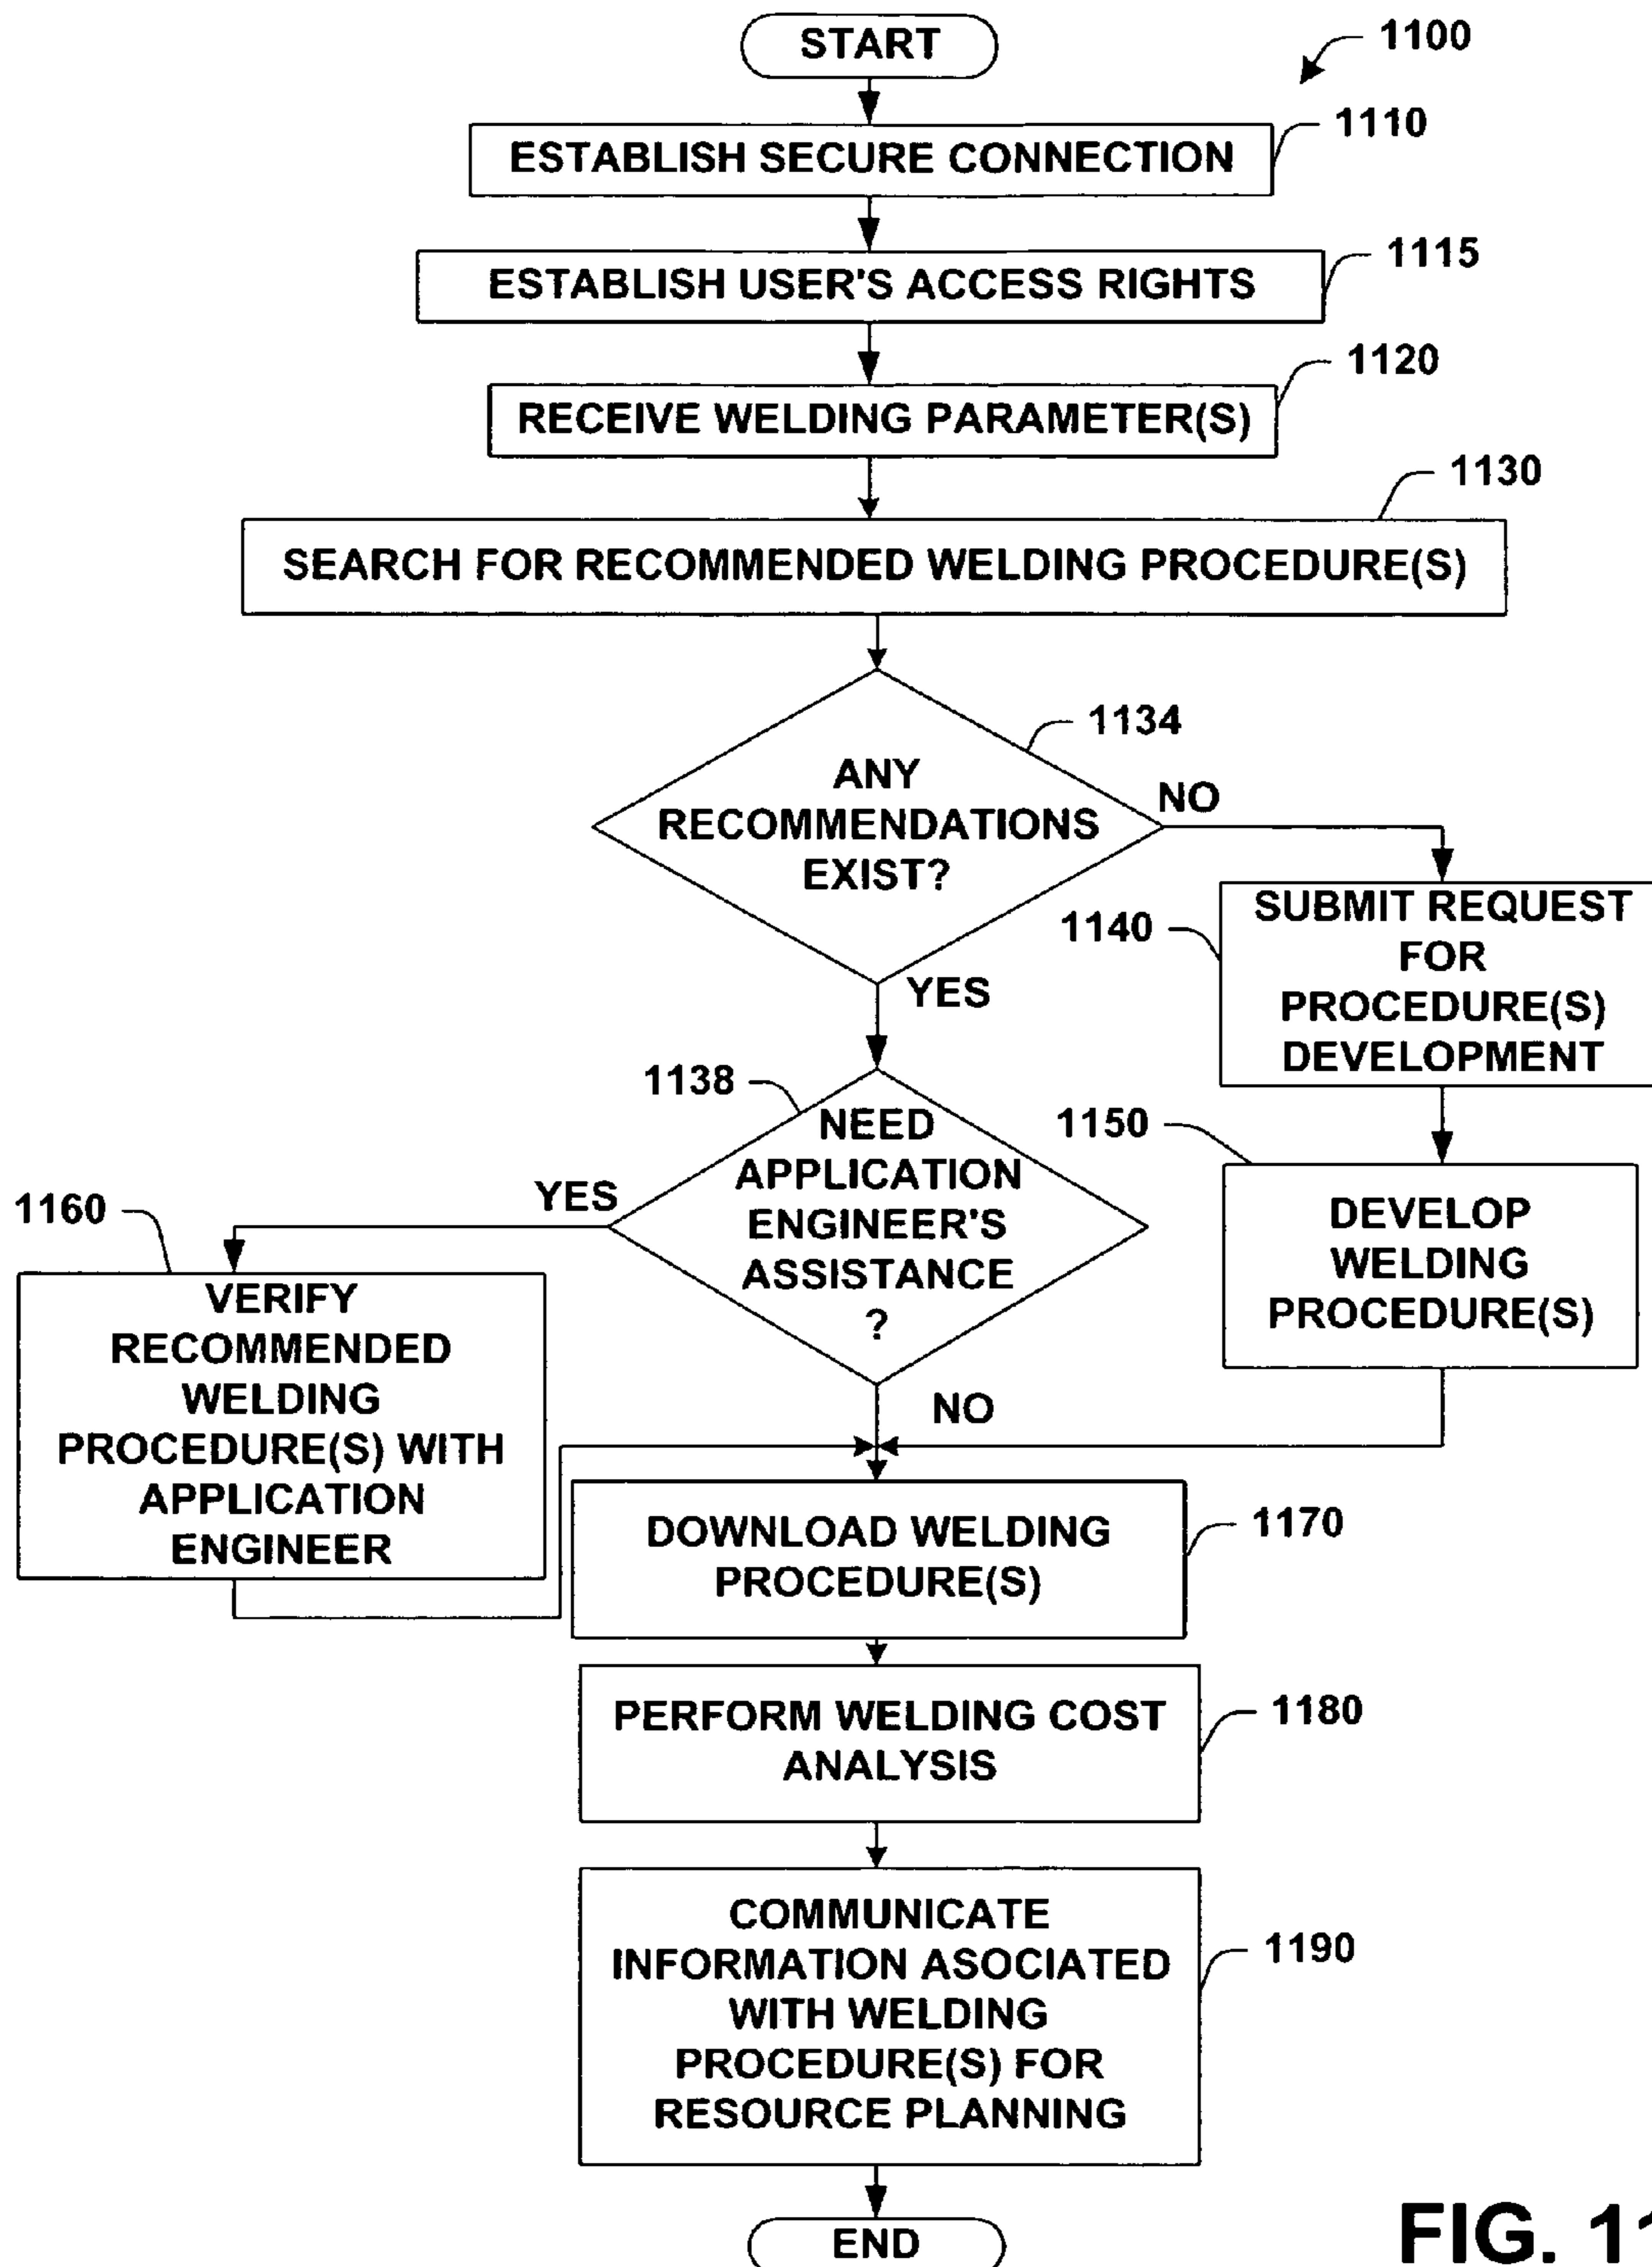 START
1100
1110
ESTABLISH SECURE CONNECTION
1115
ESTABLISH USER'S ACCESS RIGHTS
1120
RECEIVE WELDING PARAMETER(S)
1130
SEARCH FOR RECOMMENDED WELDING PROCEDURE(S)
1134
ANY
RECOMMENDATIONS
EXIST?
NO
YES
1140
SUBMIT REQUEST
FOR
PROCEDURE(S)
DEVELOPMENT
1138
NEED
APPLICATION
ENGINEER'S
ASSISTANCE
?
YES
NO
1150
DEVELOP
WELDING
PROCEDURE(S)
1160
VERIFY
RECOMMENDED
WELDING
PROCEDURE(S) WITH
APPLICATION
ENGINEER
DOWNLOAD WELDING
PROCEDURE(S)
1170
PERFORM WELDING COST
ANALYSIS
1180
COMMUNICATE
INFORMATION ASOCIATED
WITH WELDING
PROCEDURE(S) FOR
RESOURCE PLANNING
1190
END
FIG. 11